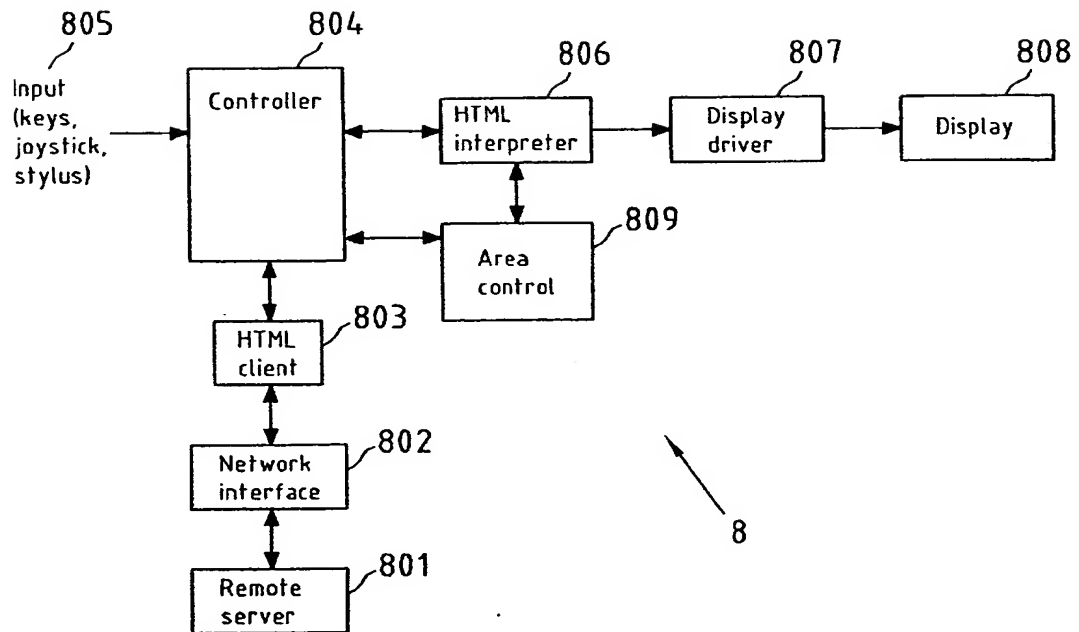 805
Input
(keys,
joystick,
stylus)
804
Controller
806
HTML
interpreter
807
Display
driver
808
Display
809
Area
control
803
HTML
client
802
Network
interface
801
Remote
server
8